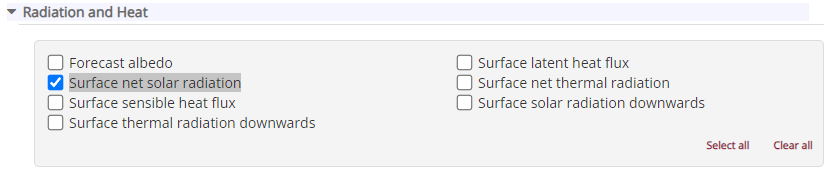 Radiation and Heat
Forecast albedo
Surface latent heat flux
Surface net solar radiation
Surface net thermal radiation
Surface sensible heat flux
Surface solar radiation downwards
Surface thermal radiation downwards
Select all Clear all